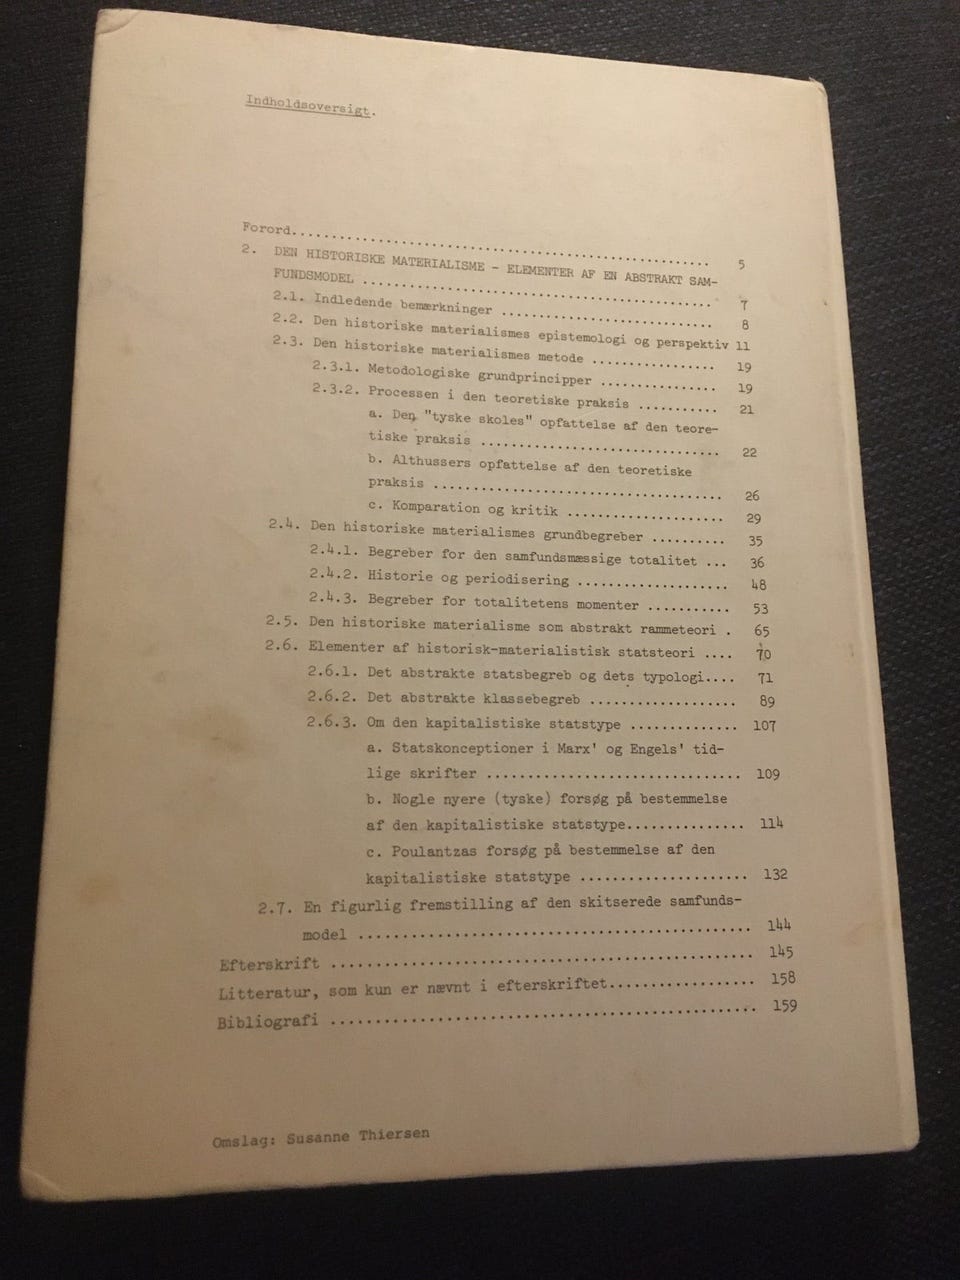 Indholdsoversigt.
Forord.................................................... 5
2. DEN HISTORISKE MATERIALISME - ELEMENTER AF EN ABSTRAKT SAM-
FUNDSMODEL ............................................... 7
2.1. Indledende bemærkninger ............................. 8
2.2. Den historiske materialismes epistemologi og perspektiv 11
2.3. Den historiske materialismes metode ................ 19
2.3.1. Metodologiske grundprincipper ............... 19
2.3.2. Processen i den teoretiske praksis ........... 21
a. Den "tyske skoles" opfattelse af den teore-
tiske praksis ............................... 22
b. Althussers opfattelse af den teoretiske
praksis ..................................... 26
c. Komparation og kritik .................... 29
2.4. Den historiske materialismes grundbegreber .......... 35
2.4.1. Begreber for den samfundsmæssige totalitet ... 36
2.4.2. Historie og periodisering .................... 48
2.4.3. Begreber for totalitetens momenter ........... 53
2.5. Den historiske materialisme som abstrakt rammeteori . 65
2.6. Elementer af historisk-materialistisk statsteori .... 70
2.6.1. Det abstrakte statsbegreb og dets typologi.... 71
2.6.2. Det abstrakte klassebegreb ................... 89
2.6.3. Om den kapitalistiske statstype .............. 107
a. Statskonceptioner i Marx' og Engels' tid-
lige skrifter ................................ 109
b. Nogle nyere (tyske) forsøg på bestemmelse
af den kapitalistiske statstype............... 114
c. Poulantzas forsøg på bestemmelse af den
kapitalistiske statstype ...................... 132
2.7. En figurlig fremstilling af den skitserede samfunds-
model ................................................ 144
Efterskrift .................................................. 145
Litteratur, som kun er nævnt i efterskriftet.................. 158
Bibliografi .................................................. 159
Omslag: Susanne Thiersen